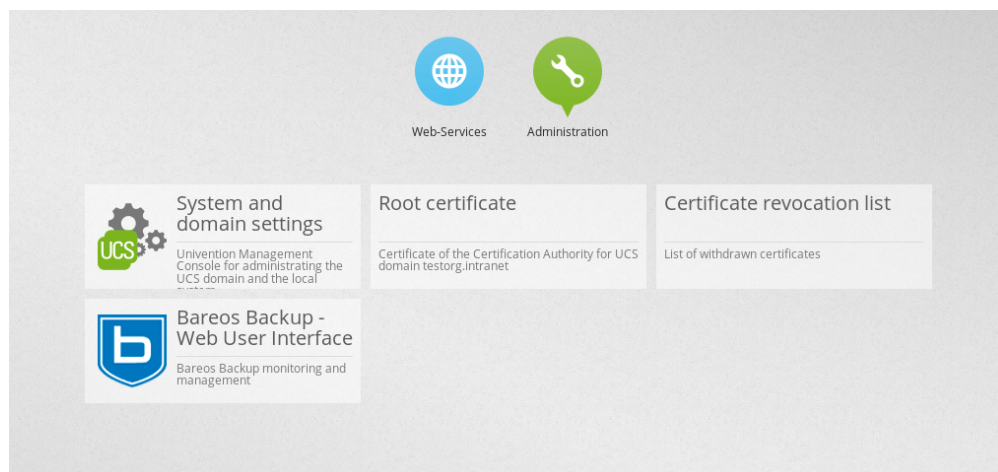 Web-Services
Administration
System and
domain settings
UCS
Univention Management
Console for administrating the
UCS domain and the local
Root certificate
Certificate of the Certification Authority for UCS
domain testorg.intranet
Certificate revocation list
List of withdrawn certificates
Bareos Backup -
Web User Interface
b
Bareos Backup monitoring and
management